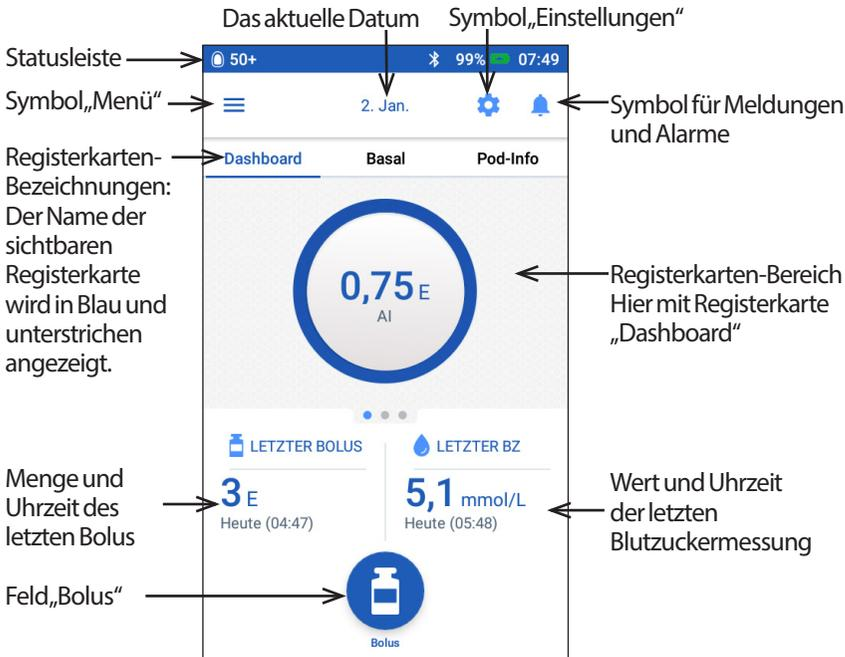 Das aktuelle Datum
Symbol „Einstellungen“
Statusleiste
50+
99%
07:49
Symbol „Menü“
2. Jan.
Symbol für Meldungen
und Alarme
Registerkarten-
Bezeichnungen:
Der Name der
sichtbaren
Registerkarte
wird in Blau und
unterstrichen
angezeigt.
Dashboard
Basal
Pod-Info
0,75 E
AI
Registerkarten-Bereich
Hier mit Registerkarte
„Dashboard“
LETZTER BOLUS
LETZTER BZ
Menge und
Uhrzeit des
letzten Bolus
3 E
Heute (04:47)
5,1 mmol/L
Heute (05:48)
Wert und Uhrzeit
der letzten
Blutzuckermessung
Feld „Bolus“
Bolus